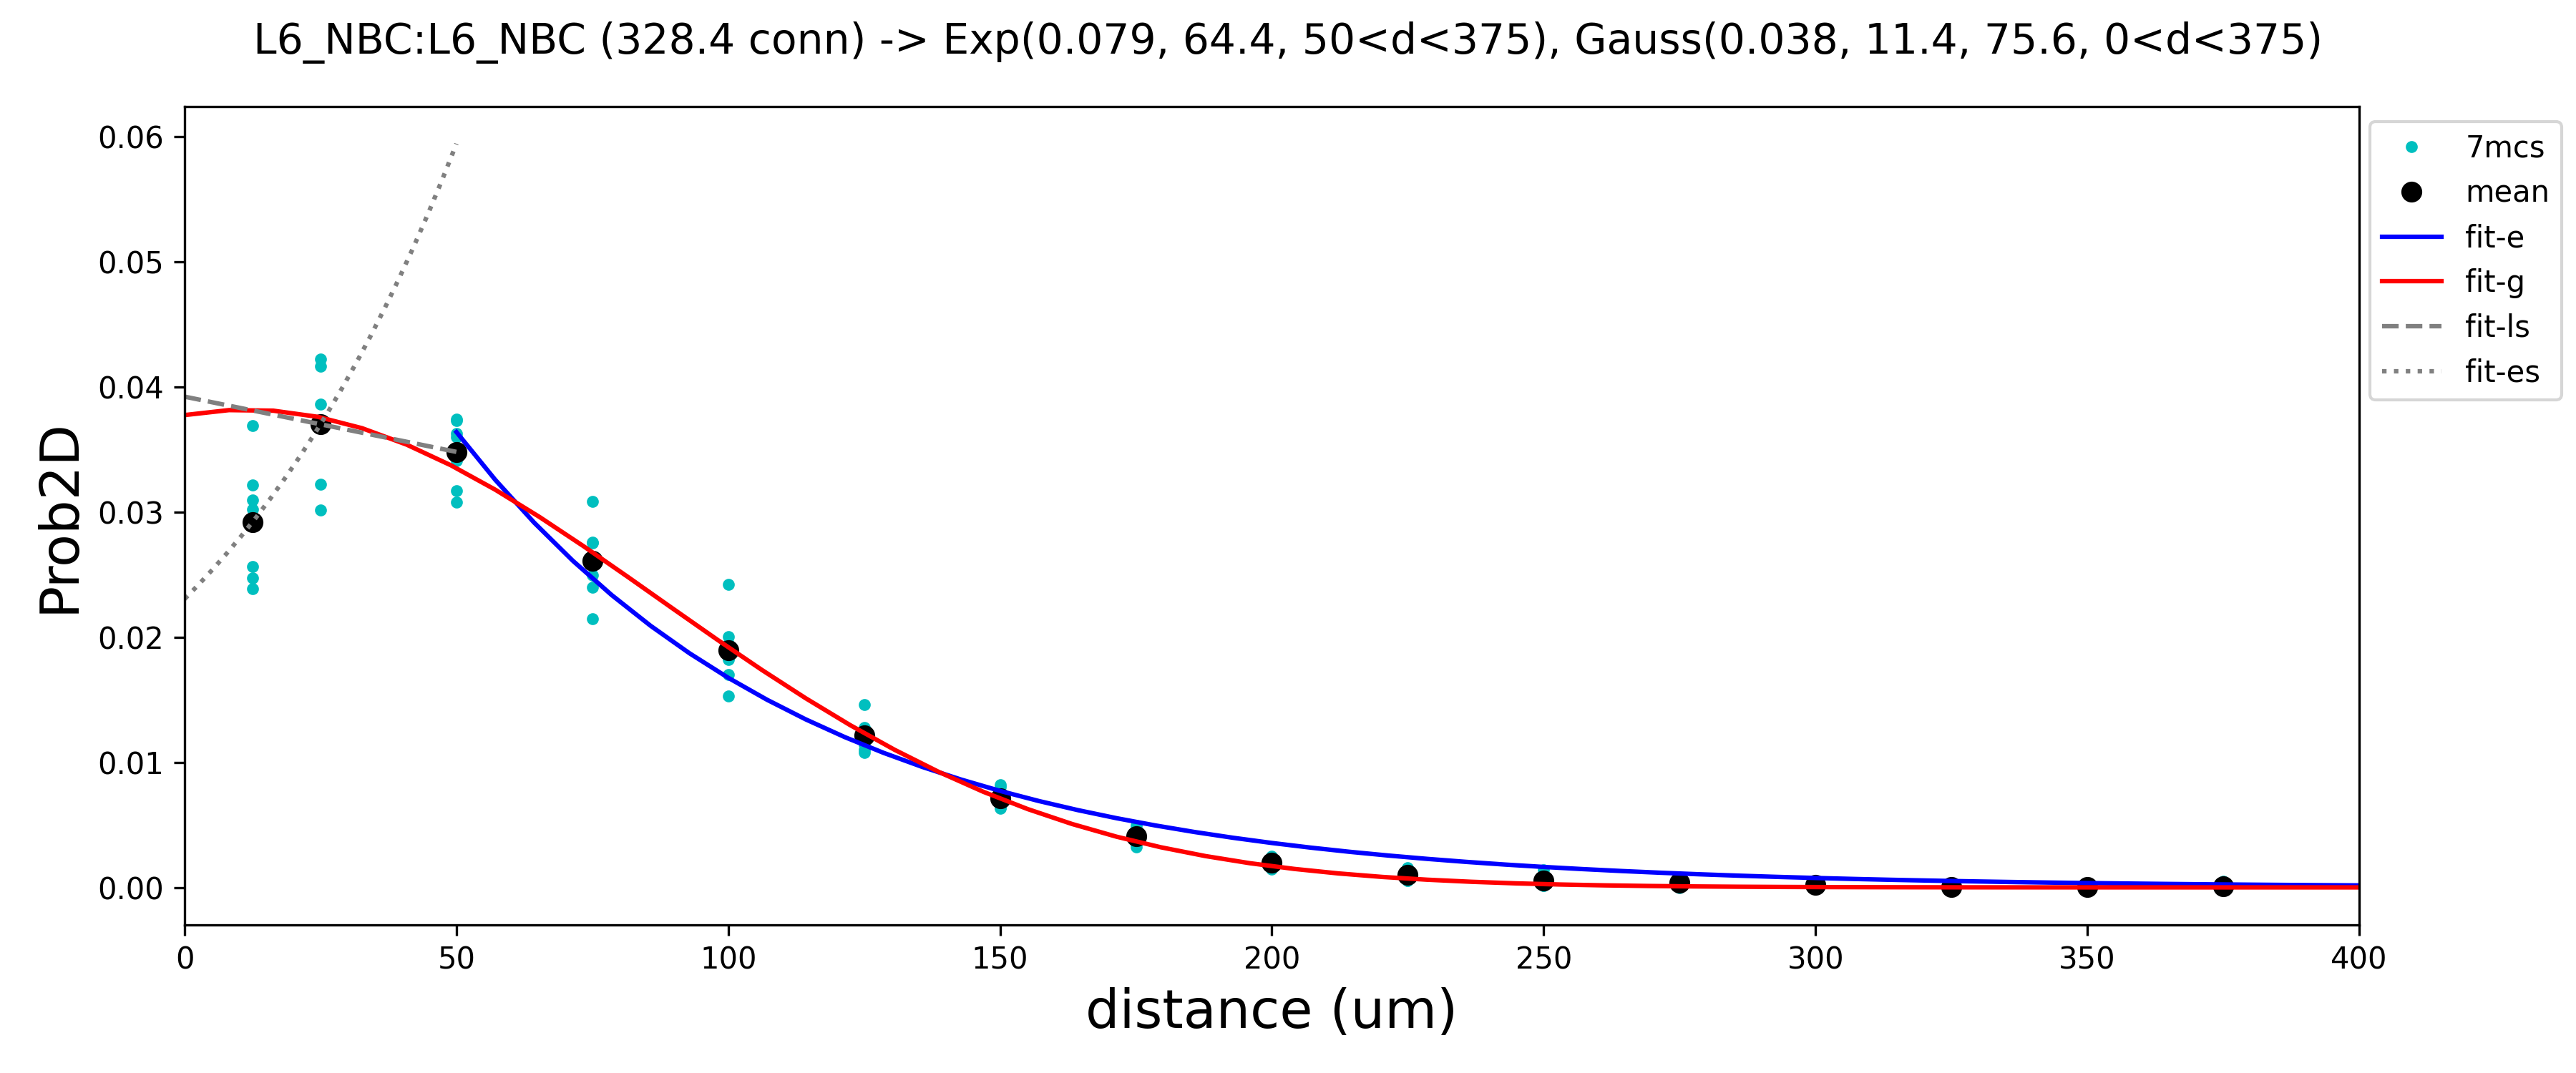 L6_NBC:L6_NBC (328.4 conn) -> Exp(0.079, 64.4, 50<d<375), Gauss(0.038, 11.4, 75.6, 0<d<375)
0.06
0.05
0.04
0.03
0.02
0.01
0.00
Prob2D
0 50 100 150 200 250 300 350 400
distance (um)
7mcs
mean
fit-e
fit-g
fit-ls
fit-es